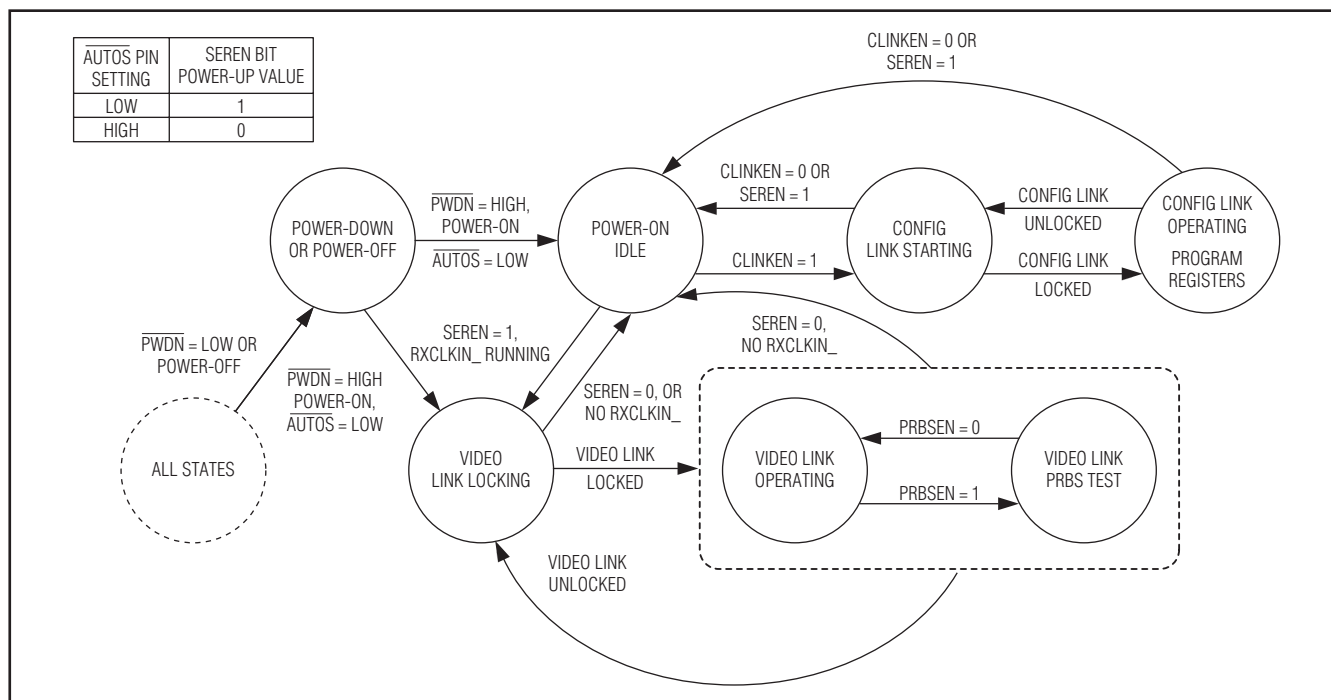 AUTOS PIN
SETTING
SEREN BIT
POWER-UP VALUE
LOW
1
HIGH
0
CLINKEN = 0 OR
SEREN = 1
POWER-DOWN
OR POWER-OFF
PWDN = HIGH,
POWER-ON
AUTOS = LOW
POWER-ON
IDLE
CLINKEN = 0 OR
SEREN = 1
CLINKEN = 1
CONFIG
LINK STARTING
CONFIG LINK
UNLOCKED
CONFIG LINK
LOCKED
CONFIG LINK
OPERATING
PROGRAM
REGISTERS
PWDN = LOW OR
POWER-OFF
PWDN = HIGH
POWER-ON,
AUTOS = LOW
SEREN = 1,
RXCLKIN_ RUNNING
SEREN = 0, OR
NO RXCLKIN_
SEREN = 0,
NO RXCLKIN_
ALL STATES
VIDEO
LINK LOCKING
VIDEO LINK
LOCKED
VIDEO LINK
OPERATING
PRBSEN = 0
PRBSEN = 1
VIDEO LINK
PRBS TEST
VIDEO LINK
UNLOCKED